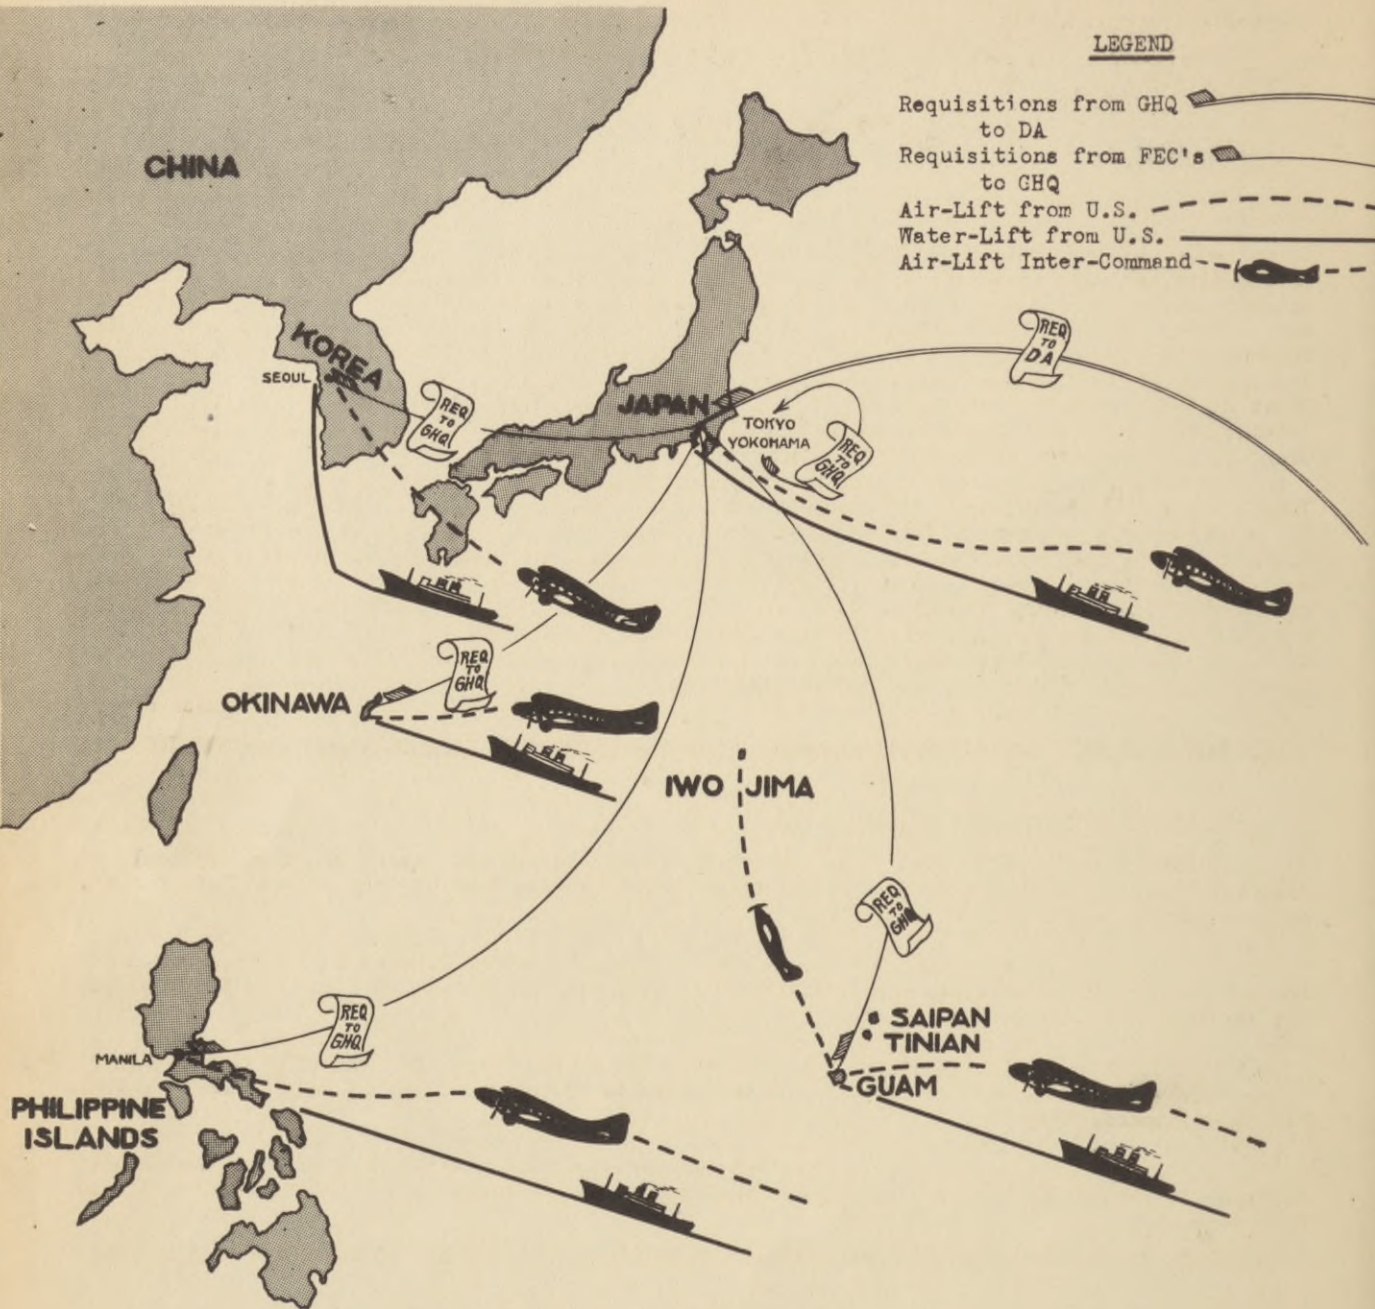 LEGEND
Requisitions from GHQ
to DA
Requisitions from FEC's
to GHQ
Air-Lift from U.S.
Water-Lift from U.S.
Air-Lift Inter-Command
CHINA
KOREA
SEOUL
REQ
TO
GHQ
JAPAN
TOKYO
YOKOHAMA
REQ
TO
DA
REQ
TO
GHQ
OKINAWA
REQ
TO
GHQ
IWO JIMA
REQ
TO
GHQ
SAIPAN
TINIAN
GUAM
REQ
TO
GHQ
MANILA
PHILIPPINE
ISLANDS